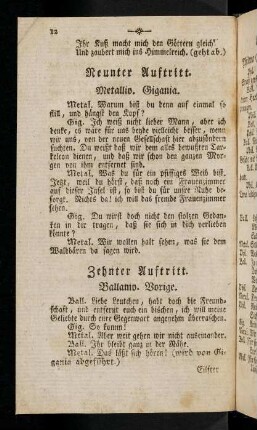 22
Ihr Kuß macht mich den Göttern gleich
Und zaubert mich ins Himmelreich. (geht ab.)
Neunter Auftritt.
Metallio. Gigania.
Metal. Warum bist du denn auf einmal so
still, und hängst den Kopf?
Gig. Ich weiß nicht lieber Mann, aber ich
denke, es wäre für uns beyde vielleicht besser, wenn
wir uns, von der neuen Gesellschaft hier abzusondern
suchten. Du weißt daß wir dem alles bewußten
dienen, und daß wir schon den ganzen Mor-
gen von ihm entfernt sind.
Metal. Was du für ein pfiffiges Weib bist.
Jetzt, weil du hörst, daß noch ein Frauenzimmer
auf dieser Insel ist, so bist du für unsre Ruhe be-
sorgt. Nichts da! ich will das fremde Frauenzimmer
sehen.
Gig. Du wirst doch nicht den stolzen Gedan-
ken in dir tragen, daß sie sich in dich verlieben
könnte?
Metal. Wir wollen halt sehen, was sie dem
Waldbären da sagen wird.
Zehnter Auftritt.
Ballamo. Vorige.
Ball. Liebe Leutchen, habt doch die Freund-
schaft, und entfernt euch ein bischen, ich will meine
Geliebte durch eine Gegenwart angenehm überraschen.
Gig. So komm!
Metal. Aber weit gehen wir nicht auseinander.
Ball. Ihr bleibt ganz in der Näh.
Metal. Das läßt sich hören! (wird von Gi-
gania abgeführt.)
Eilfter